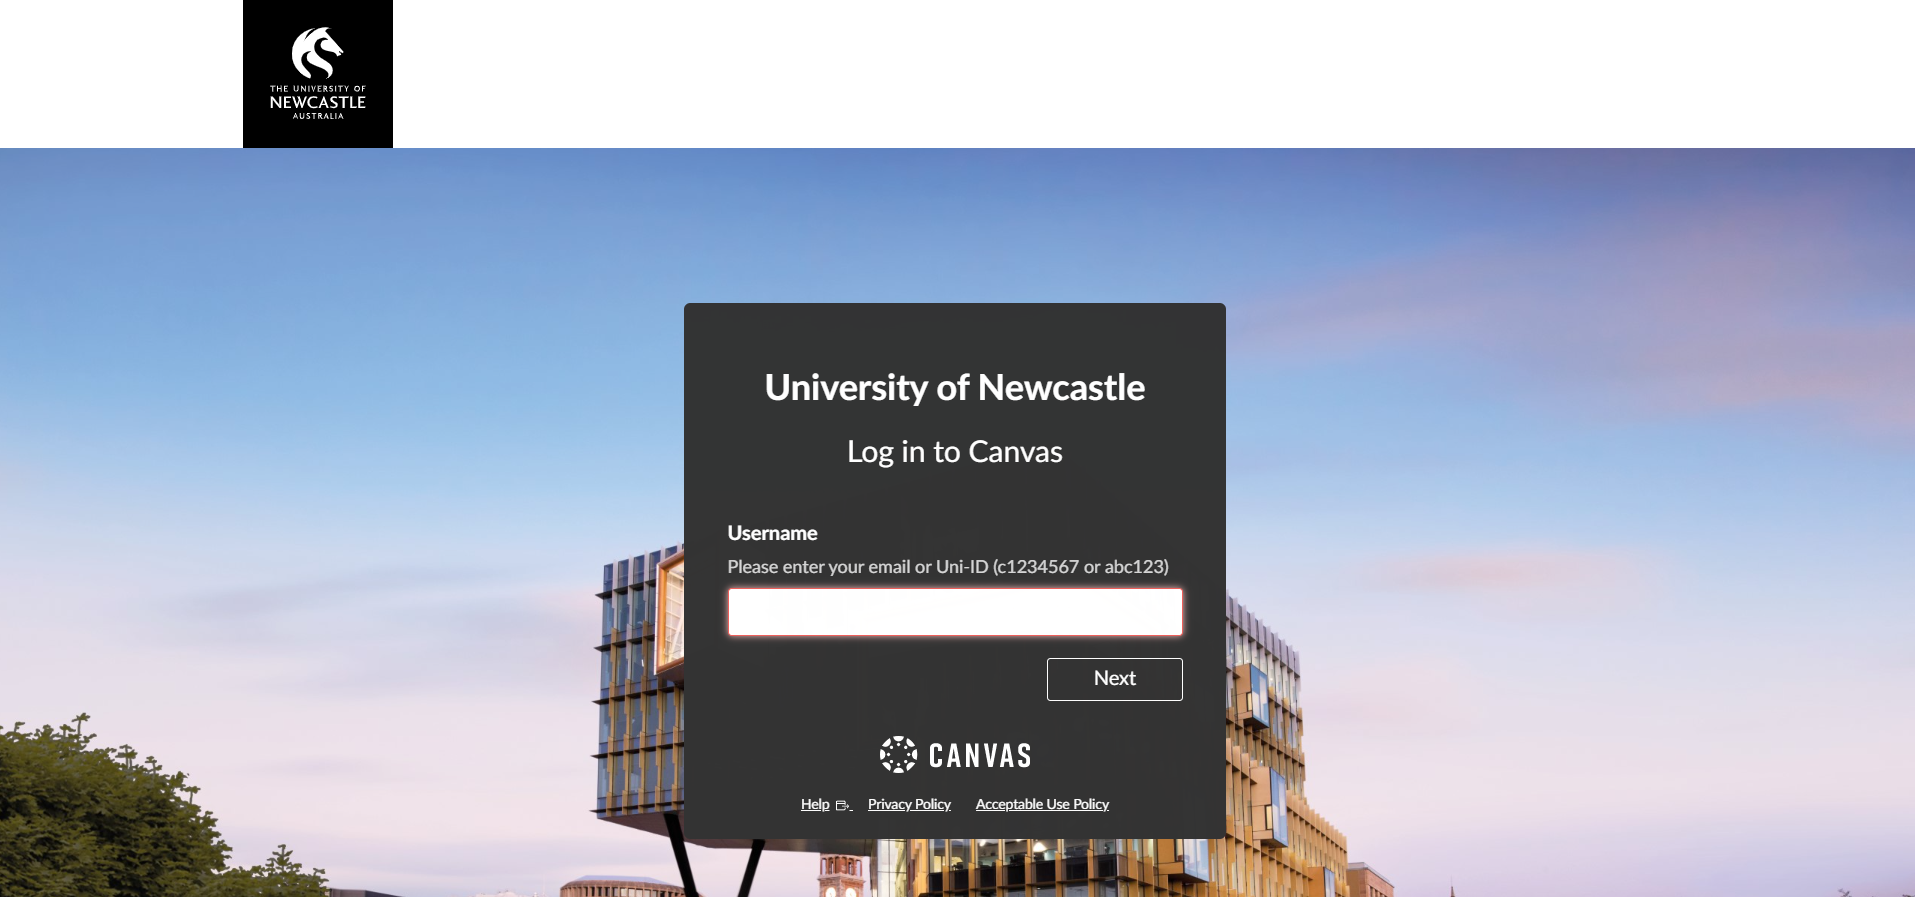 THE UNIVERSITY OF
NEWCASTLE
AUSTRALIA
University of Newcastle
Log in to Canvas
Username
Please enter your email or Uni-ID (c1234567 or abc123)
Next
CANVAS
Help Privacy Policy Acceptable Use Policy